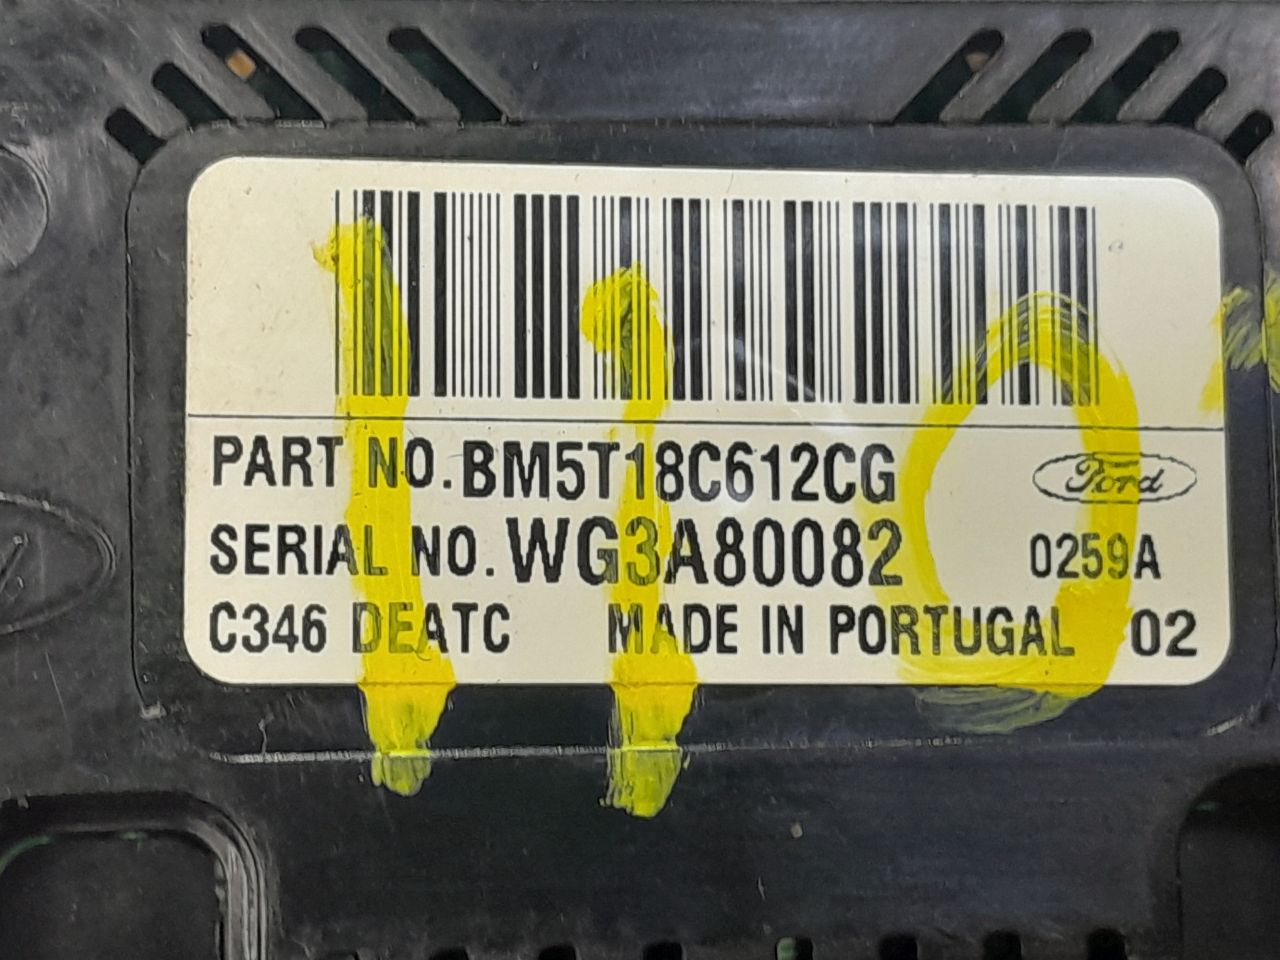 PART NO. BM5T18C612CG
Ford
SERIAL NO. WG3A80082
0259A
C346 DEATC MADE IN PORTUGAL 02
110